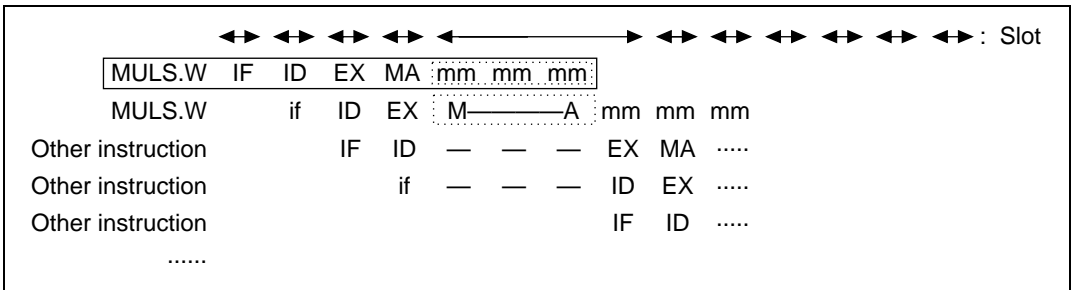 : Slot
MULS.W IF ID EX MA mm mm mm
MULS.W if ID EX M————A mm mm mm
Other instruction IF ID — — — EX MA .....
Other instruction if — — — ID EX .....
Other instruction IF ID .....
......